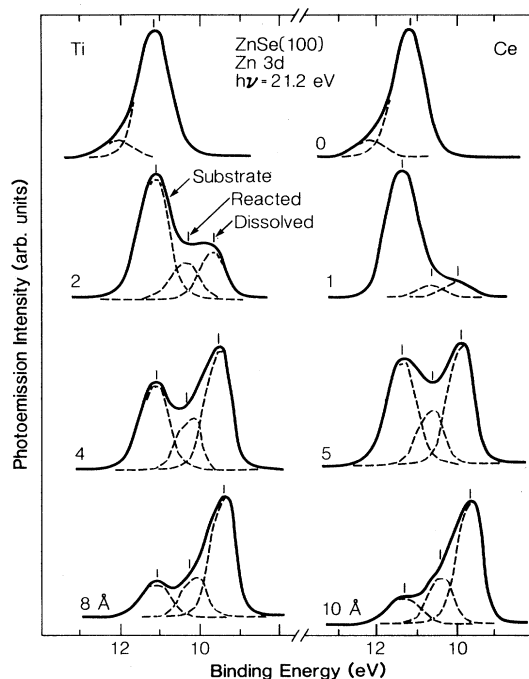 Ti
ZnSe(100)
Zn 3d
hν = 21.2 eV
Ce
0
Substrate
Reacted
Dissolved
2
1
4
5
8 Å
10 Å
12 10
12 10
Binding Energy (eV)
Photoemission Intensity (arb. units)